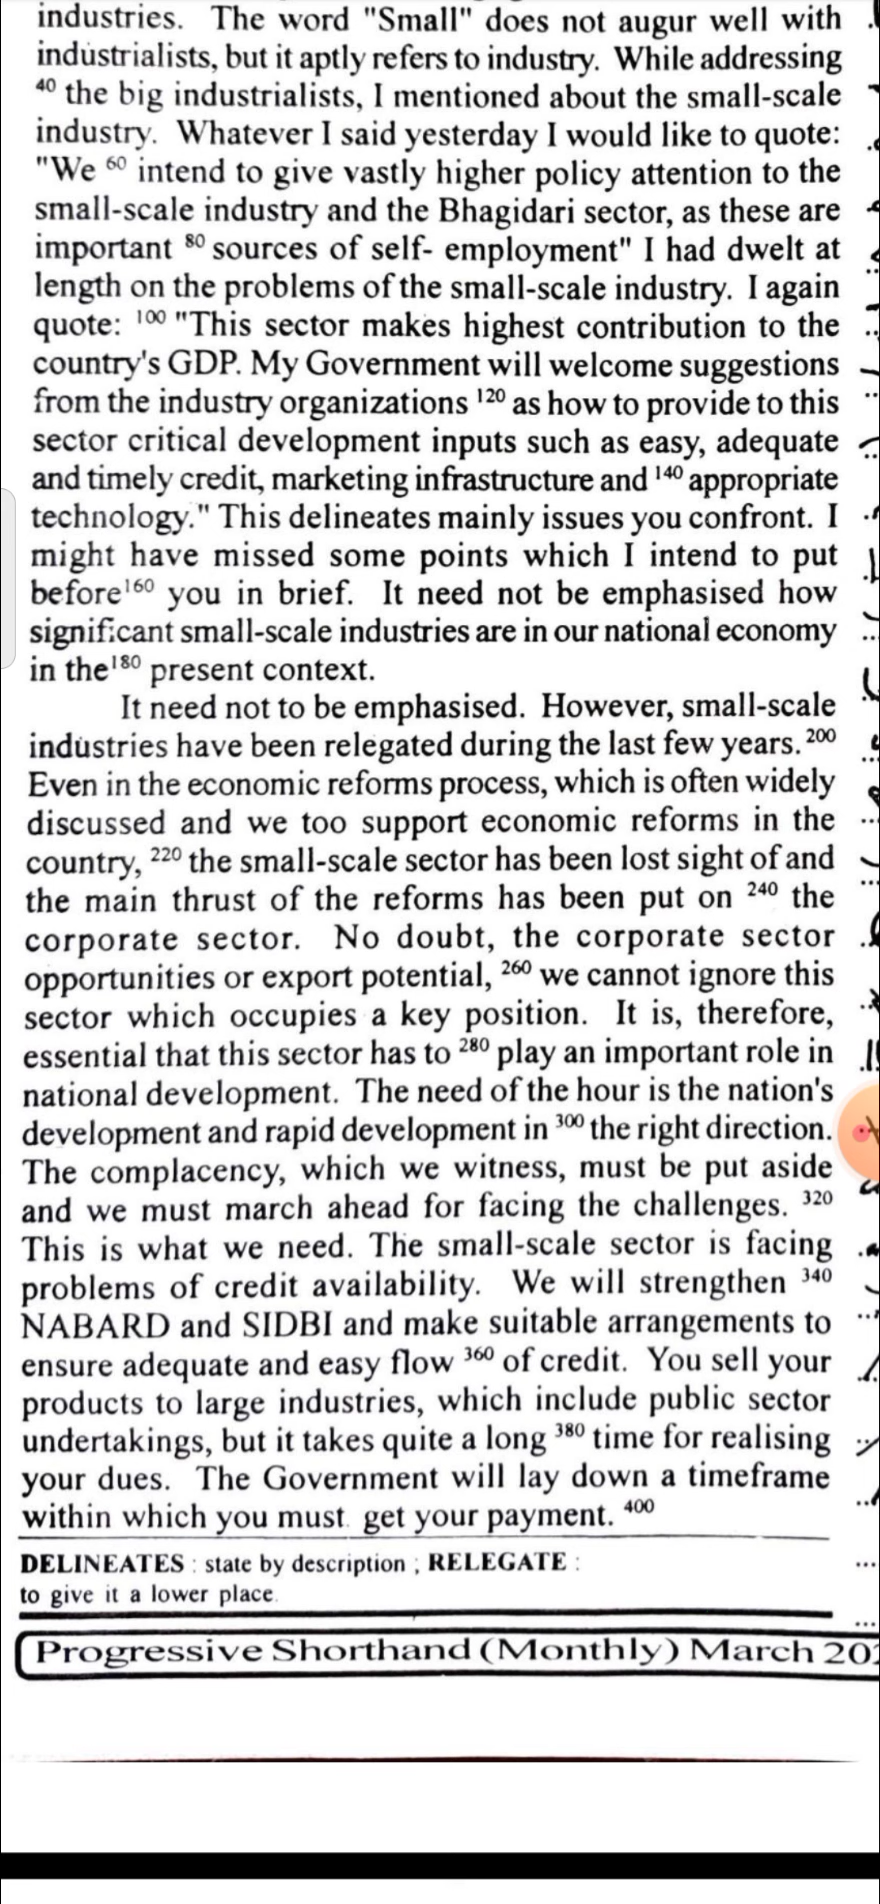 industries. The word "Small" does not augur well with
industrialists, but it aptly refers to industry. While addressing
40 the big industrialists, I mentioned about the small-scale
industry. Whatever I said yesterday I would like to quote:
"We 60 intend to give vastly higher policy attention to the
small-scale industry and the Bhagidari sector, as these are
important 80 sources of self- employment" I had dwelt at
length on the problems of the small-scale industry. I again
quote: 100 "This sector makes highest contribution to the
country's GDP. My Government will welcome suggestions
from the industry organizations 120 as how to provide to this
sector critical development inputs such as easy, adequate
and timely credit, marketing infrastructure and 140 appropriate
technology." This delineates mainly issues you confront. I
might have missed some points which I intend to put
before160 you in brief. It need not be emphasised how
significant small-scale industries are in our national economy
in the180 present context.
It need not to be emphasised. However, small-scale
industries have been relegated during the last few years. 200
Even in the economic reforms process, which is often widely
discussed and we too support economic reforms in the
country, 220 the small-scale sector has been lost sight of and
the main thrust of the reforms has been put on 240 the
corporate sector. No doubt, the corporate sector
opportunities or export potential, 260 we cannot ignore this
sector which occupies a key position. It is, therefore,
essential that this sector has to 280 play an important role in
national development. The need of the hour is the nation's
development and rapid development in 300 the right direction.
The complacency, which we witness, must be put aside
and we must march ahead for facing the challenges. 320
This is what we need. The small-scale sector is facing
problems of credit availability. We will strengthen 340
NABARD and SIDBI and make suitable arrangements to
ensure adequate and easy flow 360 of credit. You sell your
products to large industries, which include public sector
undertakings, but it takes quite a long 380 time for realising
your dues. The Government will lay down a timeframe
within which you must get your payment. 400
DELINEATES : state by description ; RELEGATE :
to give it a lower place.
Progressive Shorthand (Monthly) March